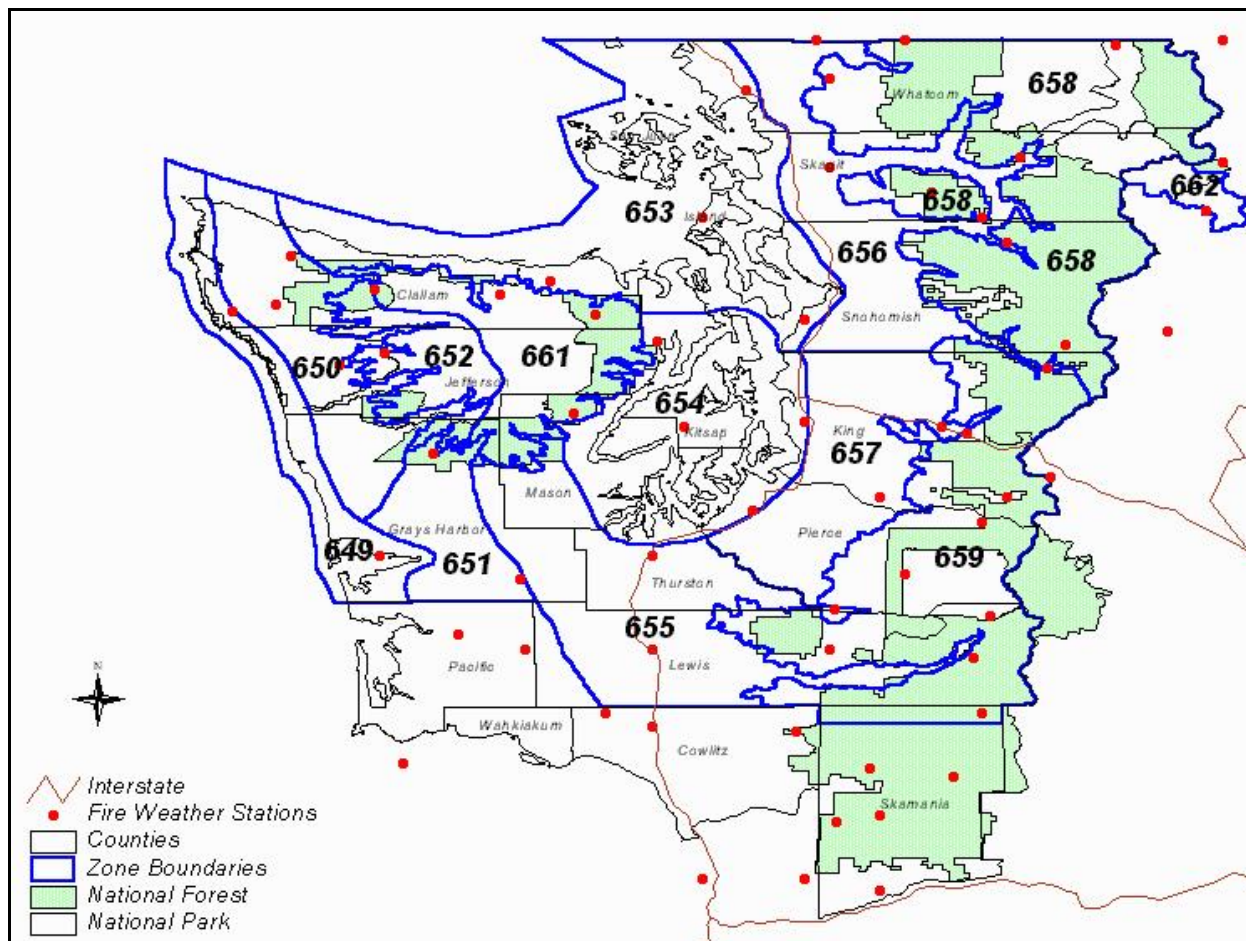 658
Whatcom
San Juan
Skagit
662
653
Island
658
656
658
Clallam
Snohomish
650
652
661
Jefferson
654
Kitsap
King
657
Mason
Grays Harbor
Pierce
649
651
659
Thurston
655
Pacific
Lewis
N
Wahkiakum
Cowlitz
Skamania
Interstate
Fire Weather Stations
Counties
Zone Boundaries
National Forest
National Park